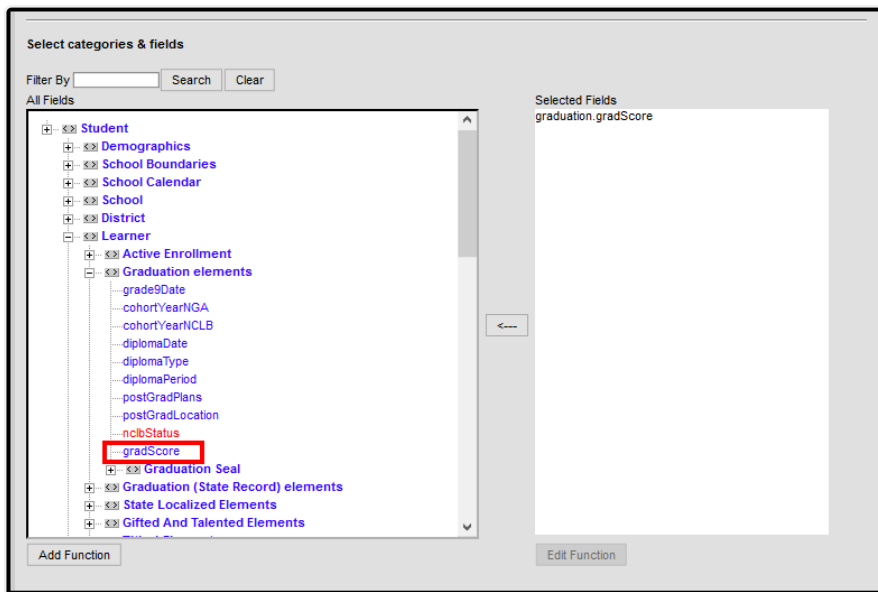 Select categories & fields
Filter By
Search
Clear
All Fields
Student
Demographics
School Boundaries
School Calendar
School
District
Learner
Active Enrollment
Graduation elements
grade9Date
cohortYearNGA
cohortYearNCLB
diplomaDate
diplomaType
diplomaPeriod
postGradPlans
postGradLocation
nclbStatus
gradScore
Graduation Seal
Graduation (State Record) elements
State Localized Elements
Gifted And Talented Elements
Add Function
<---
Selected Fields
graduation.gradScore
Edit Function